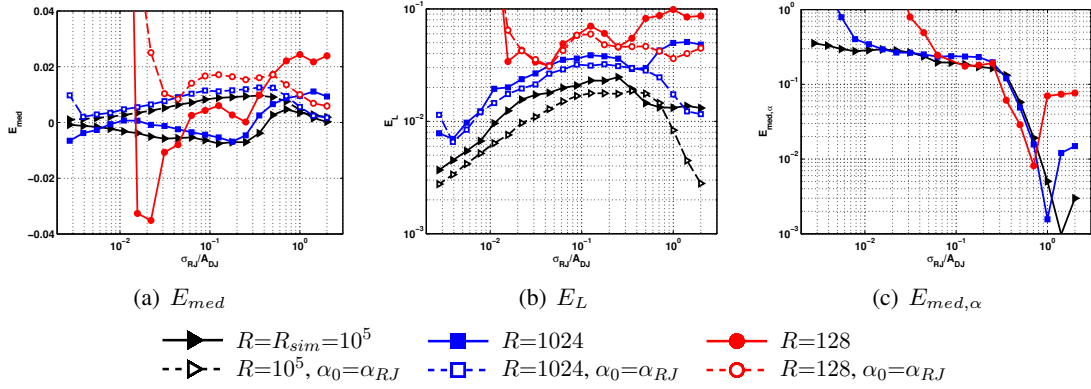 0.04
0.02
0
−0.02
−0.04
E_med
10^−2
10^−1
10^0
σ_RJ/A_DJ
(a) E_med
10^−1
10^−2
10^−3
E_L
10^−2
10^−1
10^0
σ_RJ/A_DJ
(b) E_L
10^0
10^−1
10^−2
10^−3
E_med,α
10^−2
10^−1
10^0
σ_RJ/A_DJ
(c) E_med,α
R=R_sim=10^5
R=1024
R=128
R=10^5, α_0=α_RJ
R=1024, α_0=α_RJ
R=128, α_0=α_RJ